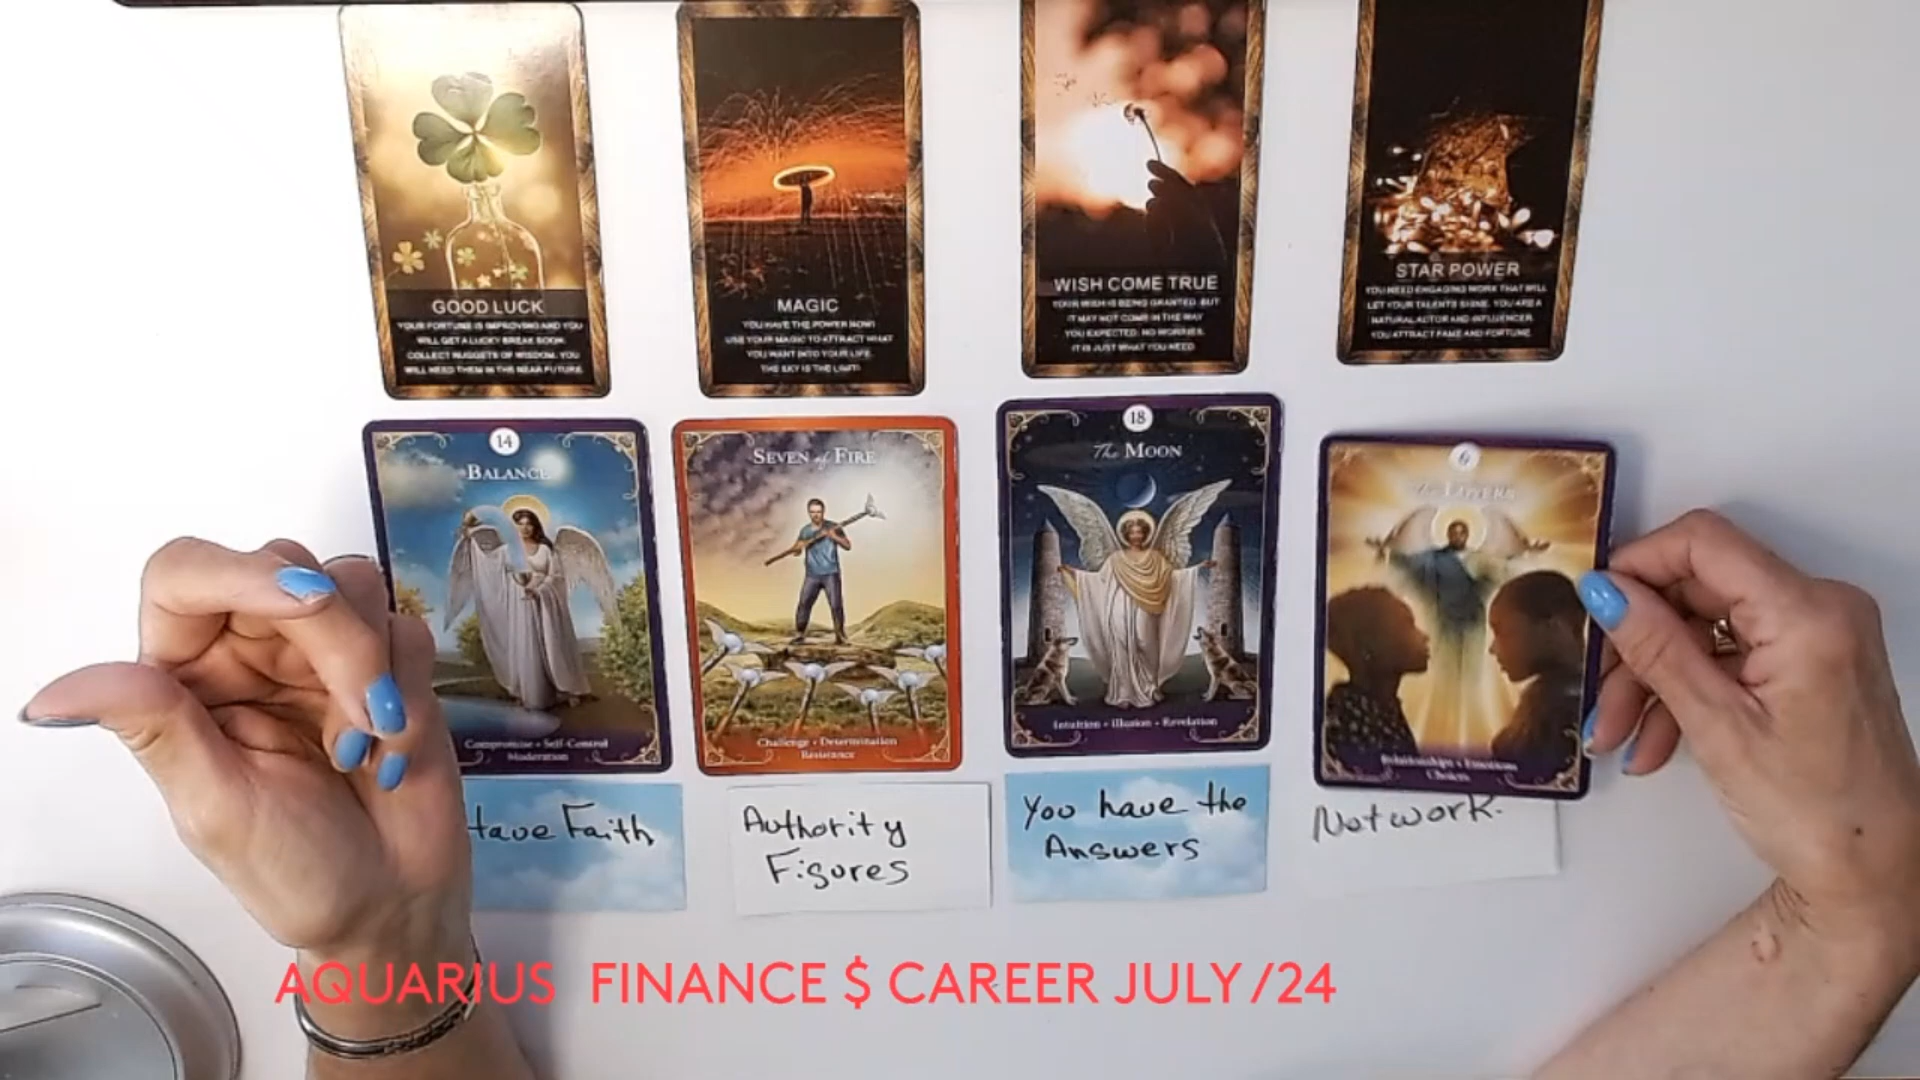 GOOD LUCK
YOUR FORTUNE IS IMPROVING AND YOU
WILL GET A LUCKY BREAK SOON.
COLLECT NUGGETS OF WISDOM. YOU
WILL NEED THEM IN THE NEAR FUTURE.
MAGIC
YOU HAVE THE POWER NOW!
USE YOUR MAGIC TO ATTRACT WHAT
YOU WANT INTO YOUR LIFE.
THE SKY IS THE LIMIT!
WISH COME TRUE
YOUR WISH IS BEING GRANTED. BUT
IT MAY NOT COME IN THE WAY
YOU EXPECTED. NO WORRIES.
IT IS JUST WHAT YOU NEED.
STAR POWER
YOU NEED ENGAGING WORK THAT WILL
LET YOUR TALENTS SHINE. YOU ARE A
NATURAL ACTOR AND INFLUENCER.
YOU ATTRACT FAME AND FORTUNE.
14
BALANCE
Compromise • Self-Control
Moderation
SEVEN of FIRE
Challenge • Determination
Resistance
18
The MOON
Intuition • Illusion • Revelation
6
The LOVERS
Relationships • Emotions
Choices
Have Faith
Authority
Figures
You have the
Answers
Network.
AQUARIUS FINANCE $ CAREER JULY/24